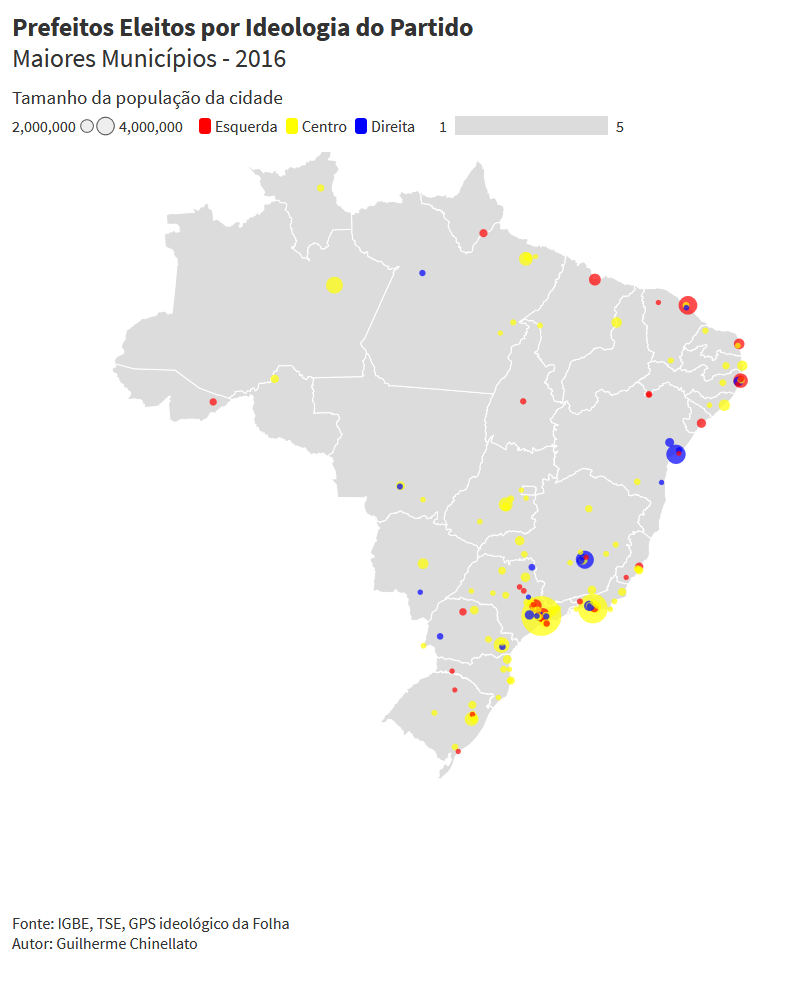 Prefeitos Eleitos por Ideologia do Partido
Maiores Municípios - 2016
Tamanho da população da cidade
2,000,000 4,000,000 Esquerda Centro Direita 1 5
Fonte: IGBE, TSE, GPS ideológico da Folha
Autor: Guilherme Chinellato